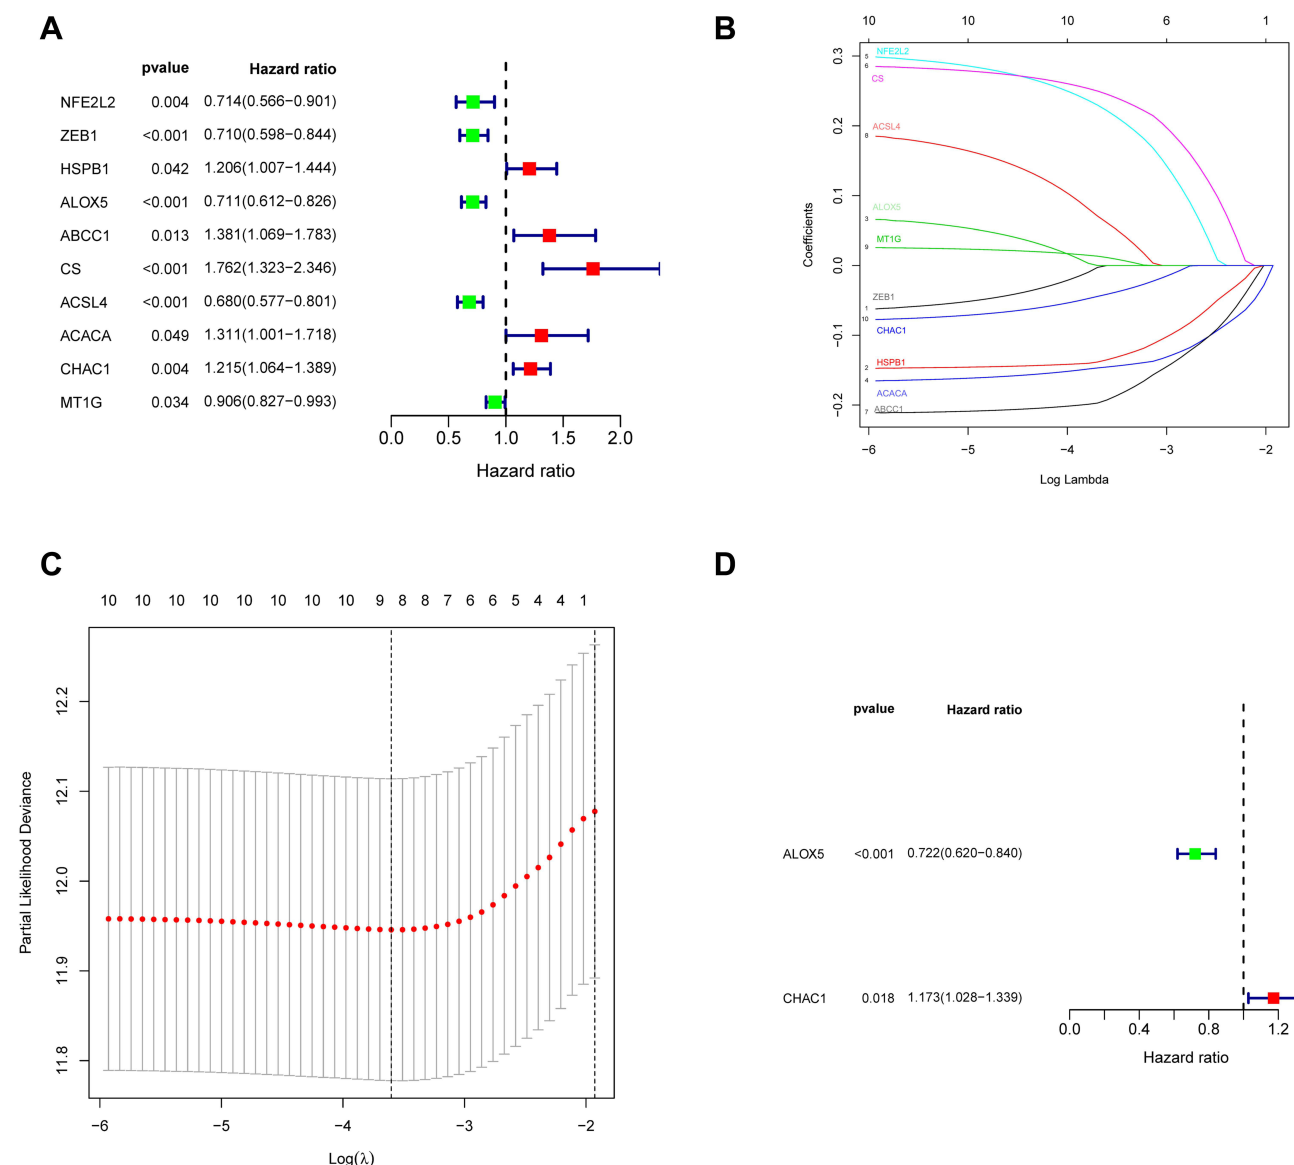 A
pvalue Hazard ratio
NFE2L2 0.004 0.714(0.566−0.901)
ZEB1 <0.001 0.710(0.598−0.844)
HSPB1 0.042 1.206(1.007−1.444)
ALOX5 <0.001 0.711(0.612−0.826)
ABCC1 0.013 1.381(1.069−1.783)
CS <0.001 1.762(1.323−2.346)
ACSL4 <0.001 0.680(0.577−0.801)
ACACA 0.049 1.311(1.001−1.718)
CHAC1 0.004 1.215(1.064−1.389)
MT1G 0.034 0.906(0.827−0.993)
0.0 0.5 1.0 1.5 2.0
Hazard ratio
B
10 10 10 6 1
0.3
0.2
0.1
0.0
−0.1
−0.2
Coefficients
5 NFE2L2
6 CS
ACSL4
8
ALOX5
3
MT1G
9
ZEB1
1
10
CHAC1
HSPB1
2
4
ACACA
7 ABCC1
−6 −5 −4 −3 −2
Log Lambda
C
10 10 10 10 10 10 10 10 9 8 8 7 6 6 5 4 4 1
12.2
12.1
12.0
11.9
11.8
Partial Likelihood Deviance
−6 −5 −4 −3 −2
Log(λ)
D
pvalue Hazard ratio
ALOX5 <0.001 0.722(0.620−0.840)
CHAC1 0.018 1.173(1.028−1.339)
0.0 0.4 0.8 1.2
Hazard ratio